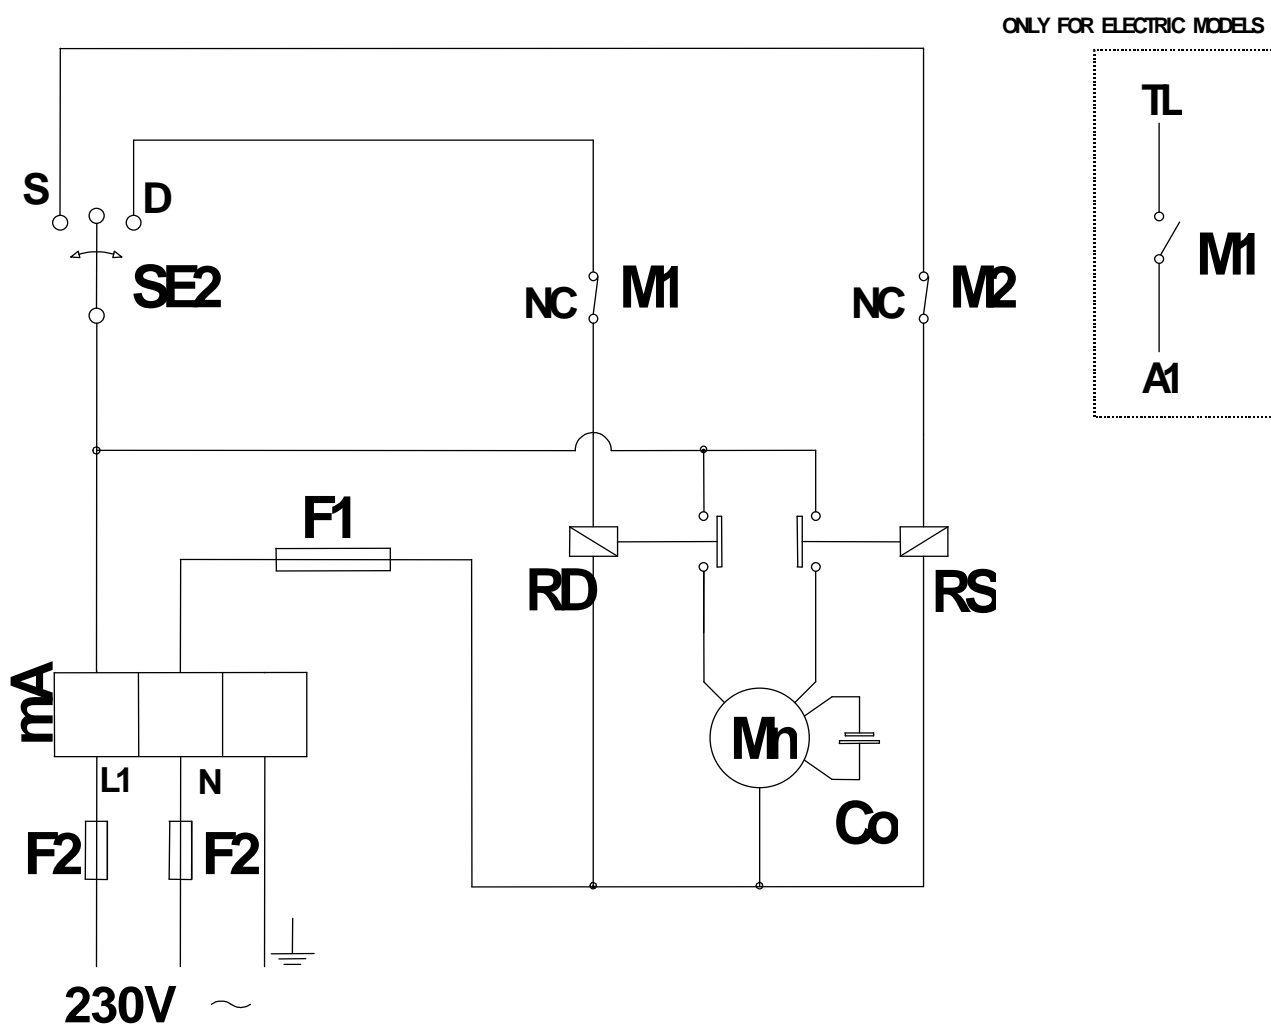 ONLY FOR ELECTRIC MODELS
TL
S
D
SE2
NC
M1
NC
M2
M1
A1
F1
RD
RS
mA
L1
N
Mn
F2
F2
Co
230V ~